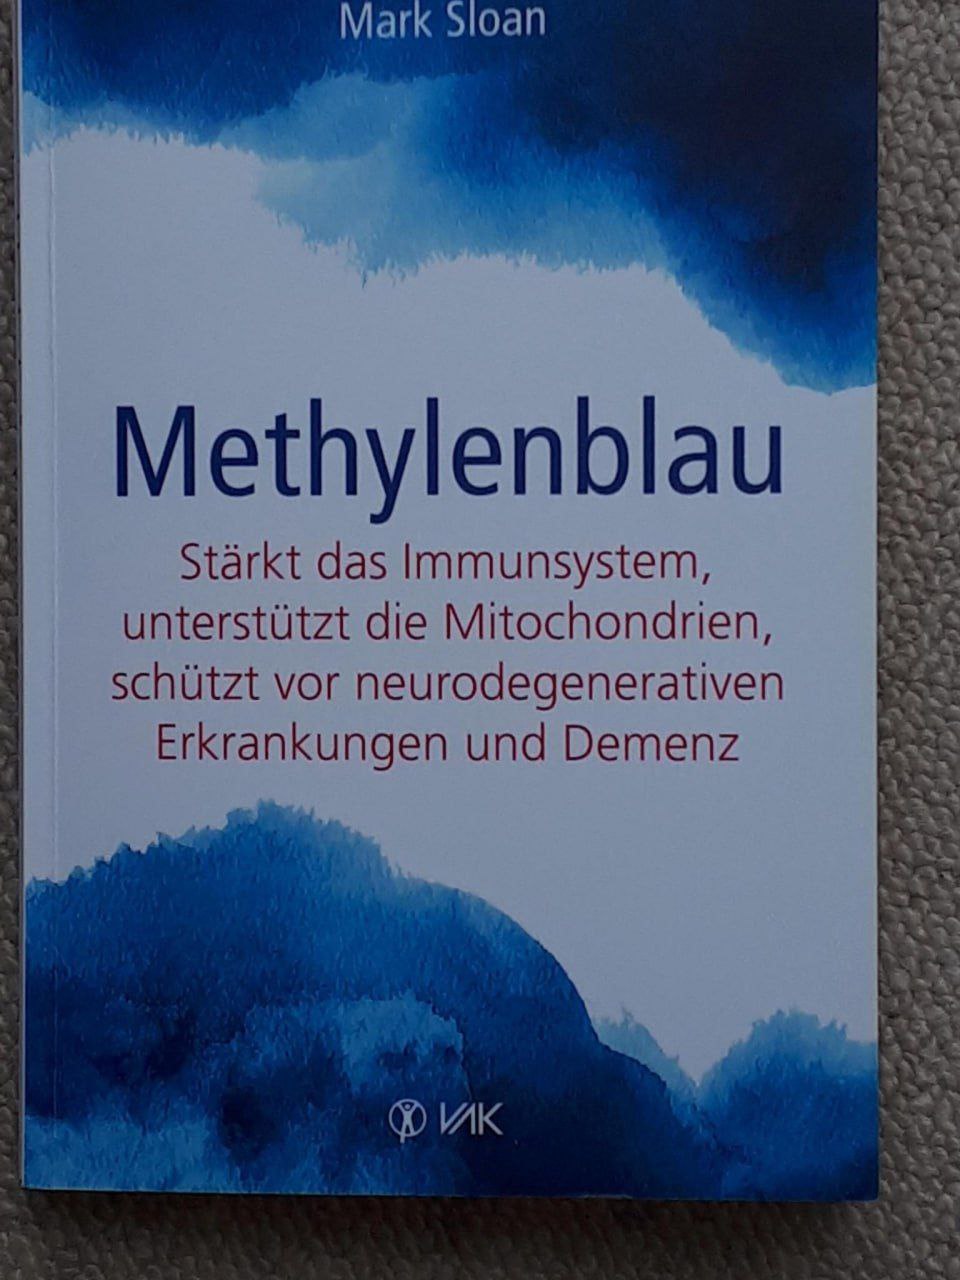 Mark Sloan
Methylenblau
Stärkt das Immunsystem,
unterstützt die Mitochondrien,
schützt vor neurodegenerativen
Erkrankungen und Demenz
VAK